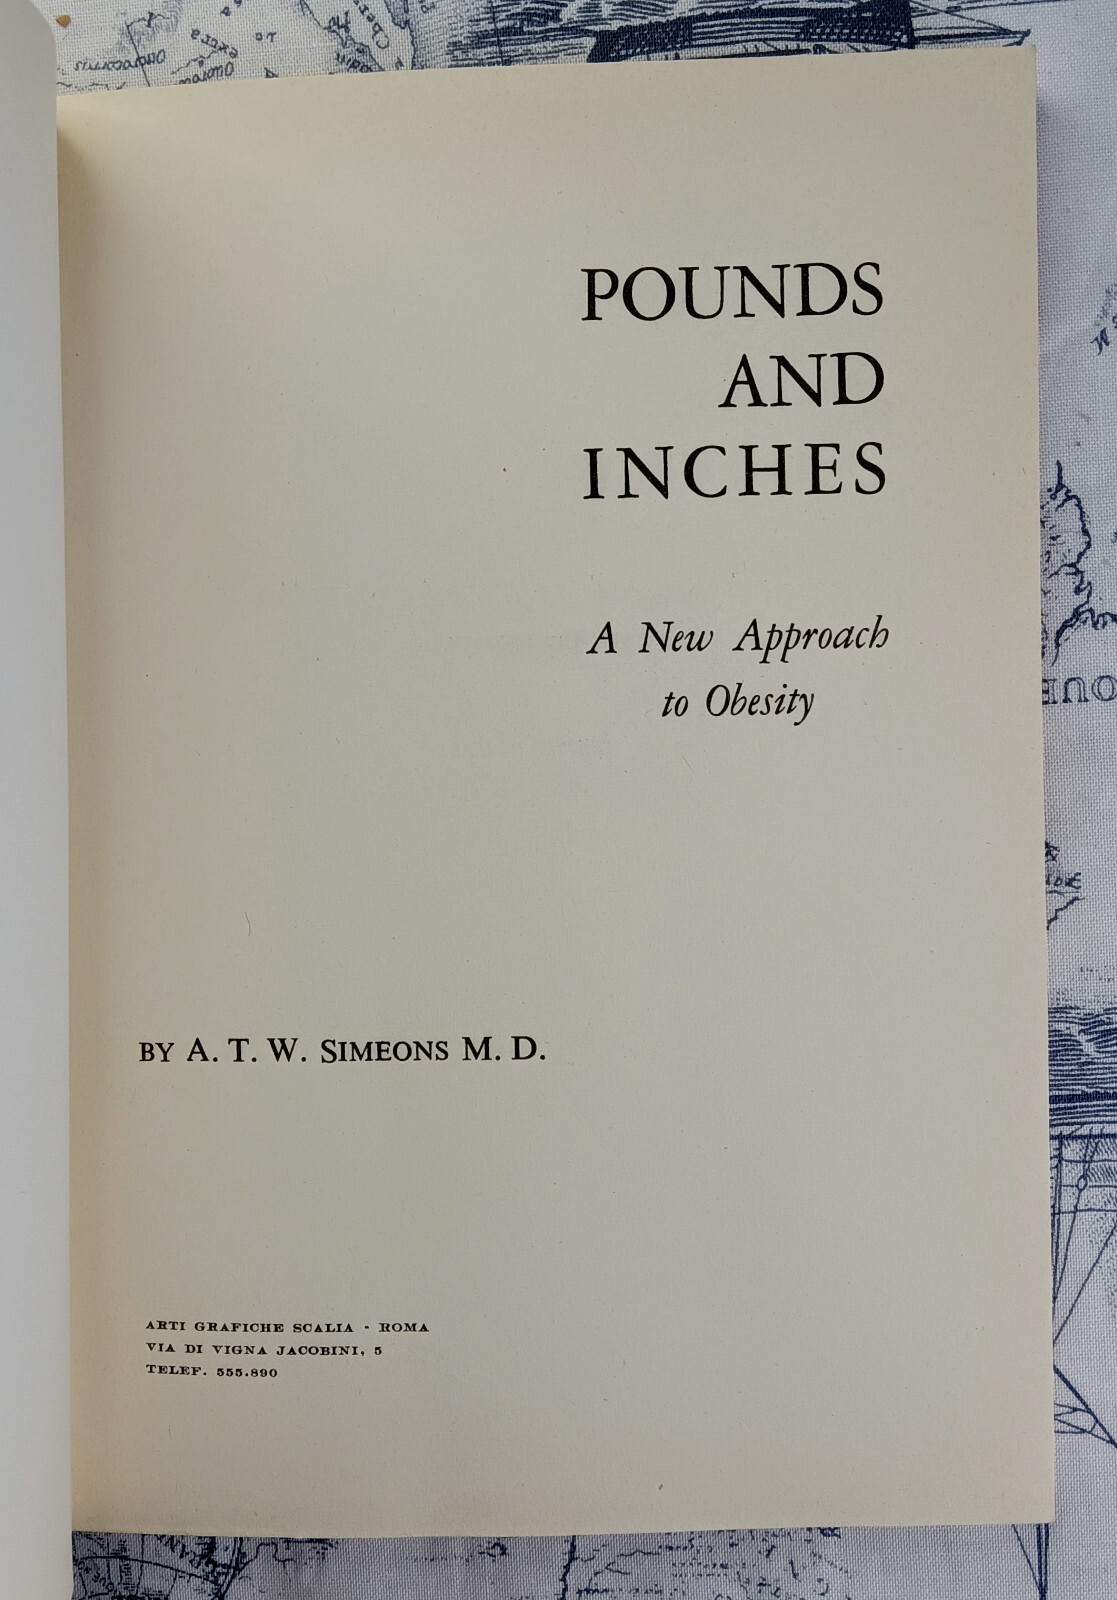 POUNDS
AND
INCHES
A New Approach
to Obesity
BY A. T. W. SIMEONS M. D.
ARTI GRAFICHE SCALIA - ROMA
VIA DI VIGNA JACOBINI, 5
TELEF. 555.890